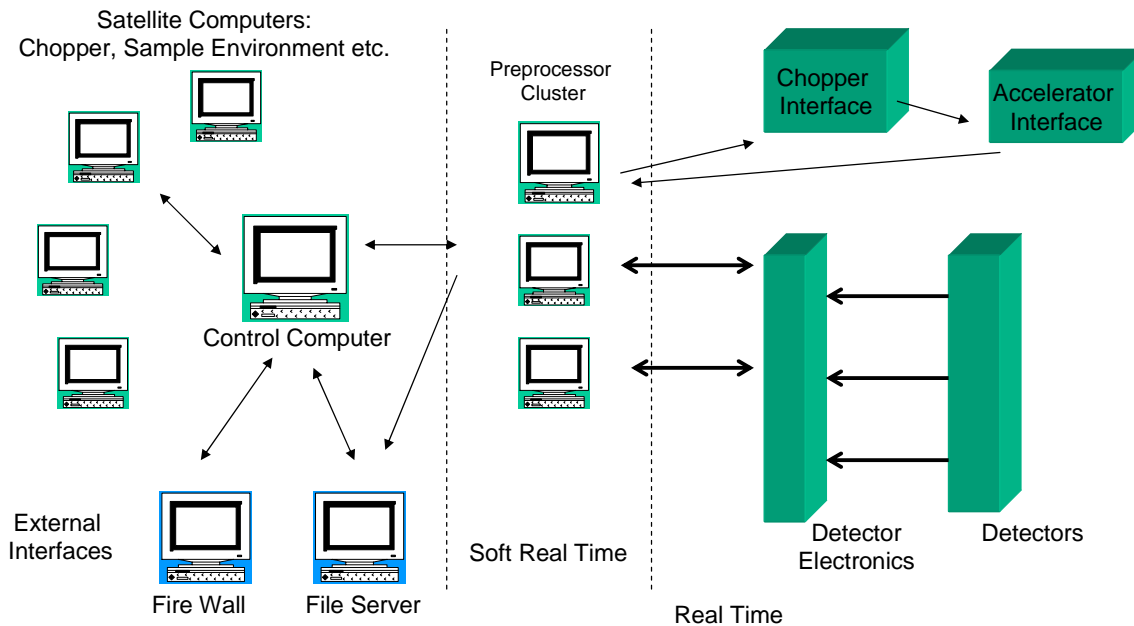 Satellite Computers:
Chopper, Sample Environment etc.
Preprocessor
Cluster
Chopper
Interface
Accelerator
Interface
Control Computer
External
Interfaces
Fire Wall
File Server
Soft Real Time
Detector
Electronics
Detectors
Real Time